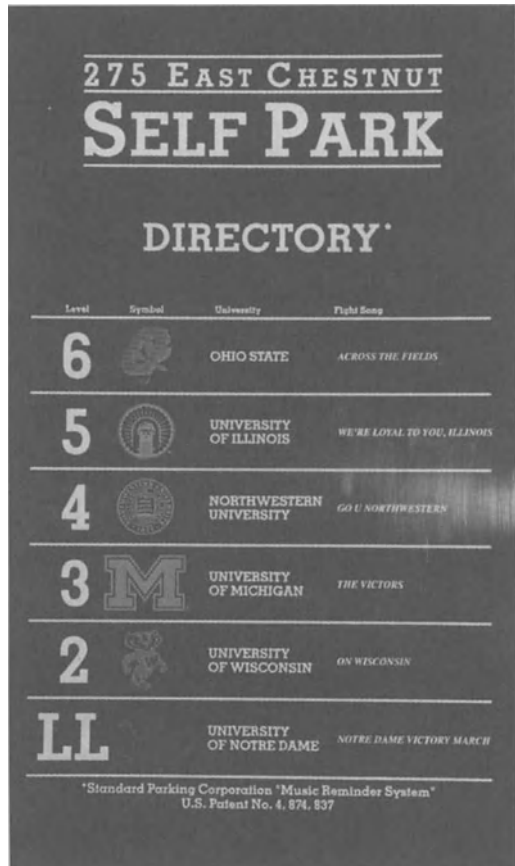 275 EAST CHESTNUT
SELF PARK
DIRECTORY*
Level Symbol University Fight Song
6 OHIO STATE ACROSS THE FIELDS
5 UNIVERSITY OF ILLINOIS WE'RE LOYAL TO YOU, ILLINOIS
4 NORTHWESTERN UNIVERSITY GO U NORTHWESTERN
3 M UNIVERSITY OF MICHIGAN THE VICTORS
2 UNIVERSITY OF WISCONSIN ON WISCONSIN
LL UNIVERSITY OF NOTRE DAME NOTRE DAME VICTORY MARCH
*Standard Parking Corporation "Music Reminder System"
U.S. Patent No. 4, 874, 837